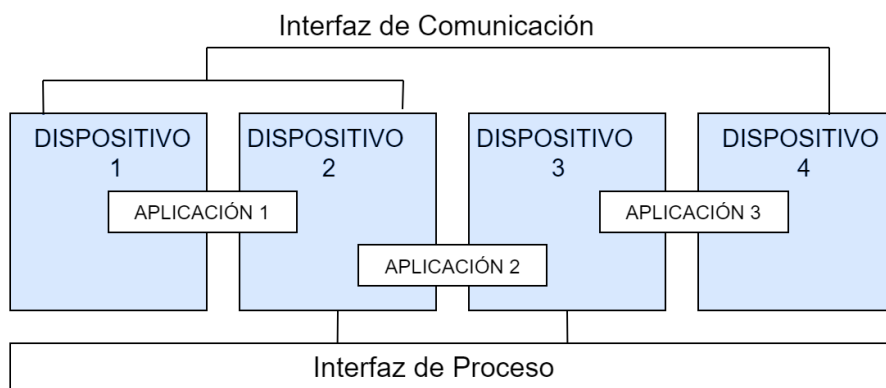 Interfaz de Comunicación
DISPOSITIVO
1
DISPOSITIVO
2
DISPOSITIVO
3
DISPOSITIVO
4
APLICACIÓN 1
APLICACIÓN 3
APLICACIÓN 2
Interfaz de Proceso